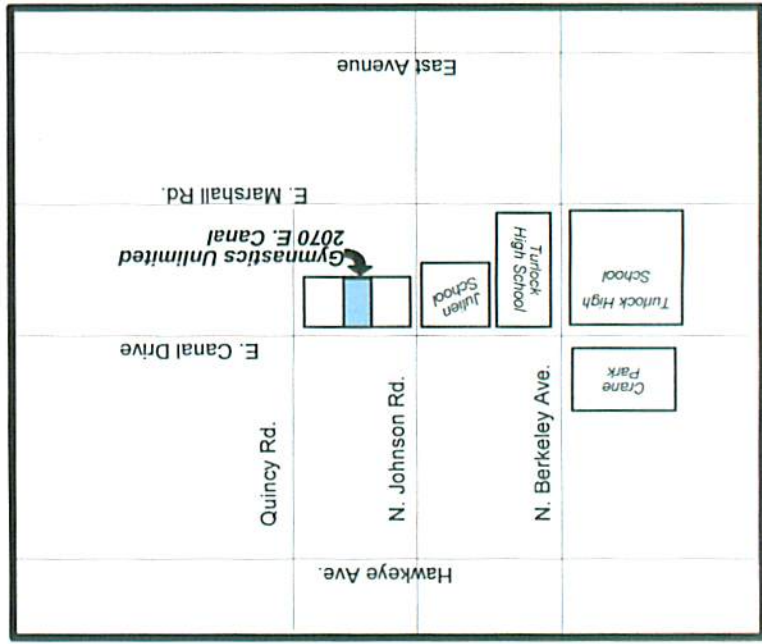 Hawkeye Ave.
N. Berkeley Ave.
N. Johnson Rd.
Quincy Rd.
Crane
Park
E. Canal Drive
Turlock High
School
Turlock
High School
Julien
School
Gymnastics Unlimited
2070 E. Canal
E. Marshall Rd.
East Avenue